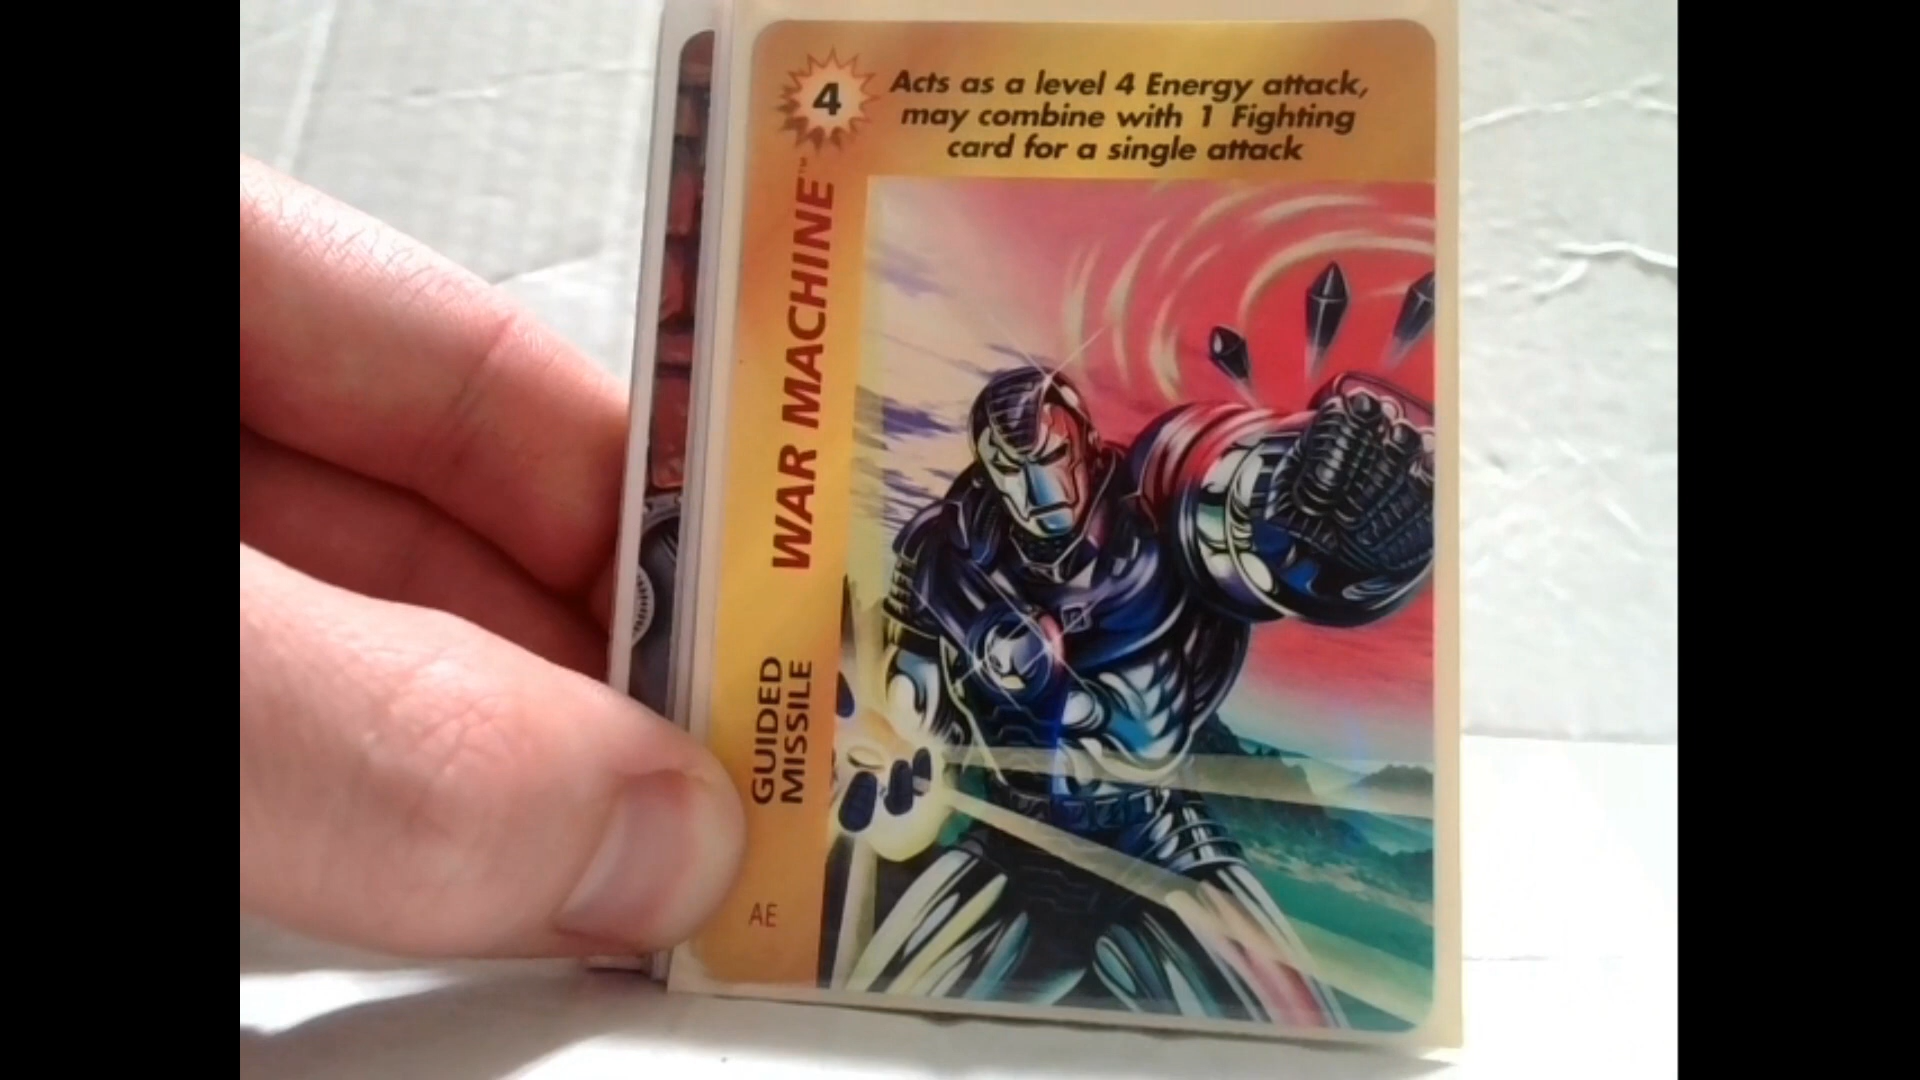 4
Acts as a level 4 Energy attack,
may combine with 1 Fighting
card for a single attack
WAR MACHINE™
GUIDED
MISSILE
AE